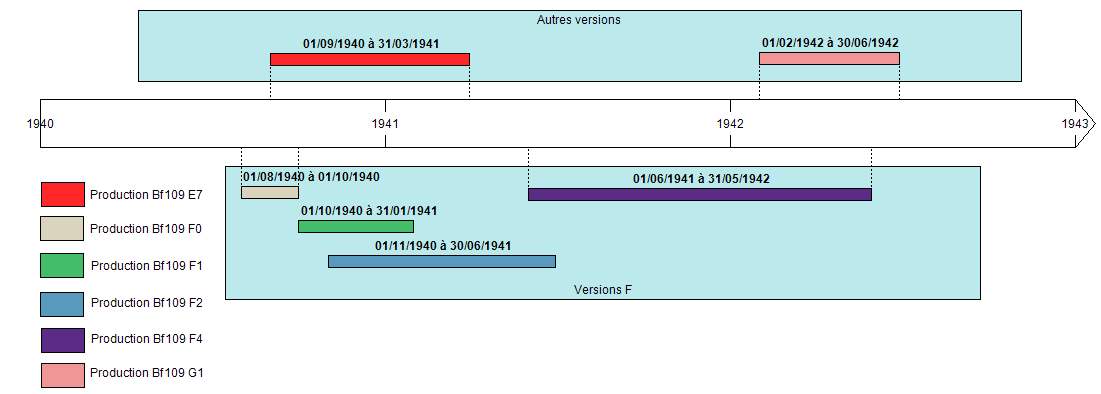 Autres versions
01/09/1940 à 31/03/1941
01/02/1942 à 30/06/1942
1940
1941
1942
1943
01/08/1940 à 01/10/1940
01/06/1941 à 31/05/1942
01/10/1940 à 31/01/1941
01/11/1940 à 30/06/1941
Versions F
Production Bf109 E7
Production Bf109 F0
Production Bf109 F1
Production Bf109 F2
Production Bf109 F4
Production Bf109 G1